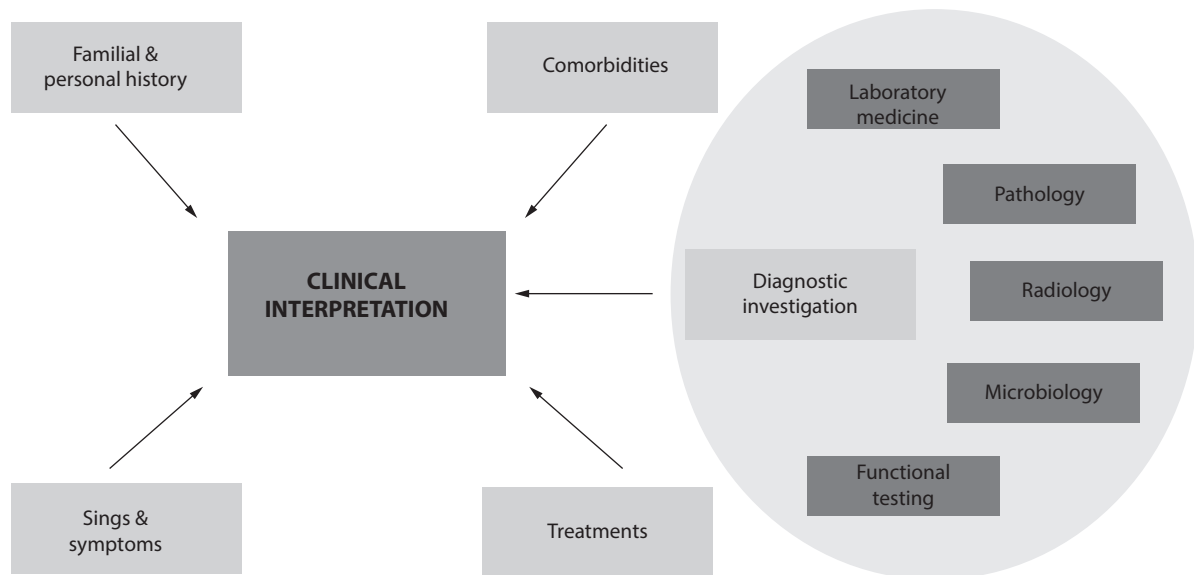 Familial &
personal history
Comorbidities
Laboratory
medicine
Pathology
CLINICAL
INTERPRETATION
Diagnostic
investigation
Radiology
Microbiology
Functional
testing
Sings &
symptoms
Treatments